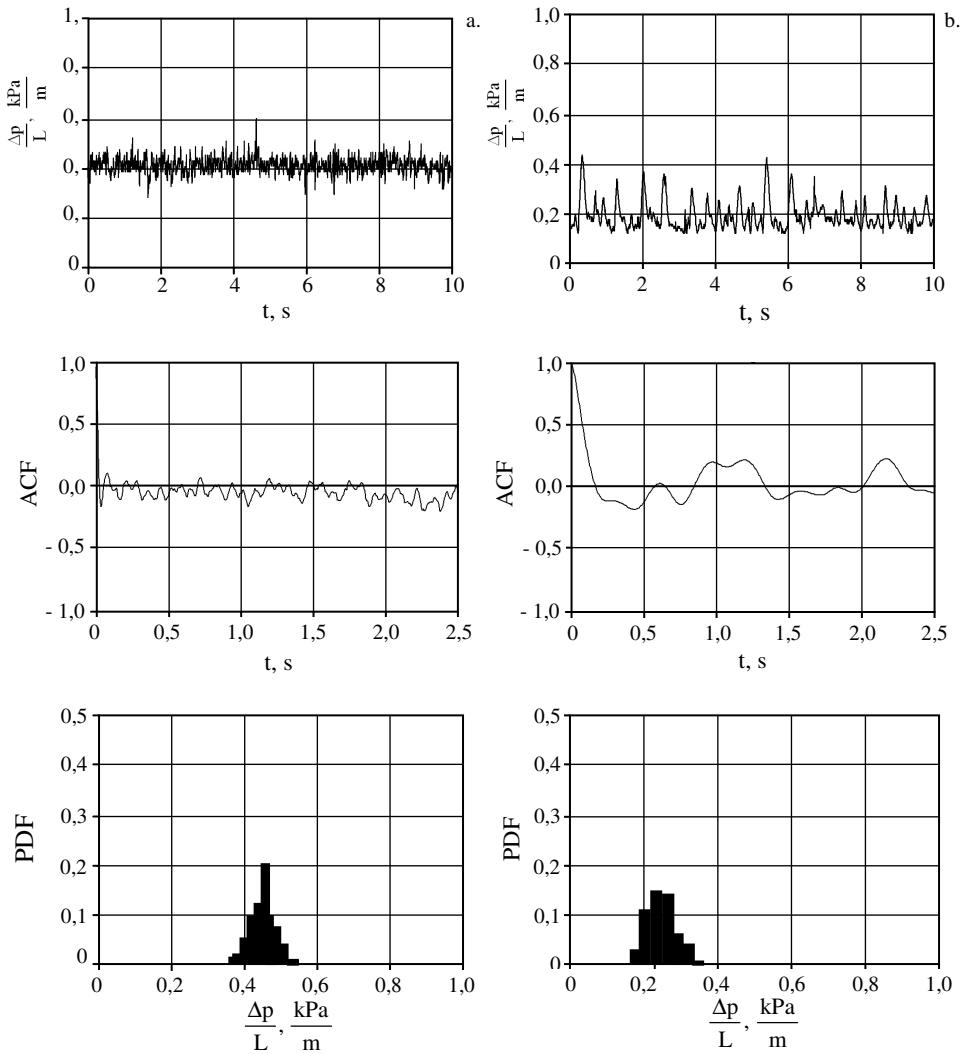 a.
1,
0,
0,
0,
0,
0,
Δp/L, kPa/m
0 2 4 6 8 10
t, s
b.
1,0
0,8
0,6
0,4
0,2
0
Δp/L, kPa/m
0 2 4 6 8 10
t, s
1,0
0,5
0,0
- 0,5
- 1,0
ACF
0 0,5 1,0 1,5 2,0 2,5
t, s
1,0
0,5
0,0
- 0,5
- 1,0
ACF
0 0,5 1,0 1,5 2,0 2,5
t, s
0,5
0,4
0,3
0,2
0,1
0
PDF
0 0,2 0,4 0,6 0,8 1,0
Δp/L, kPa/m
0,5
0,4
0,3
0,2
0,1
0
PDF
0 0,2 0,4 0,6 0,8 1,0
Δp/L, kPa/m